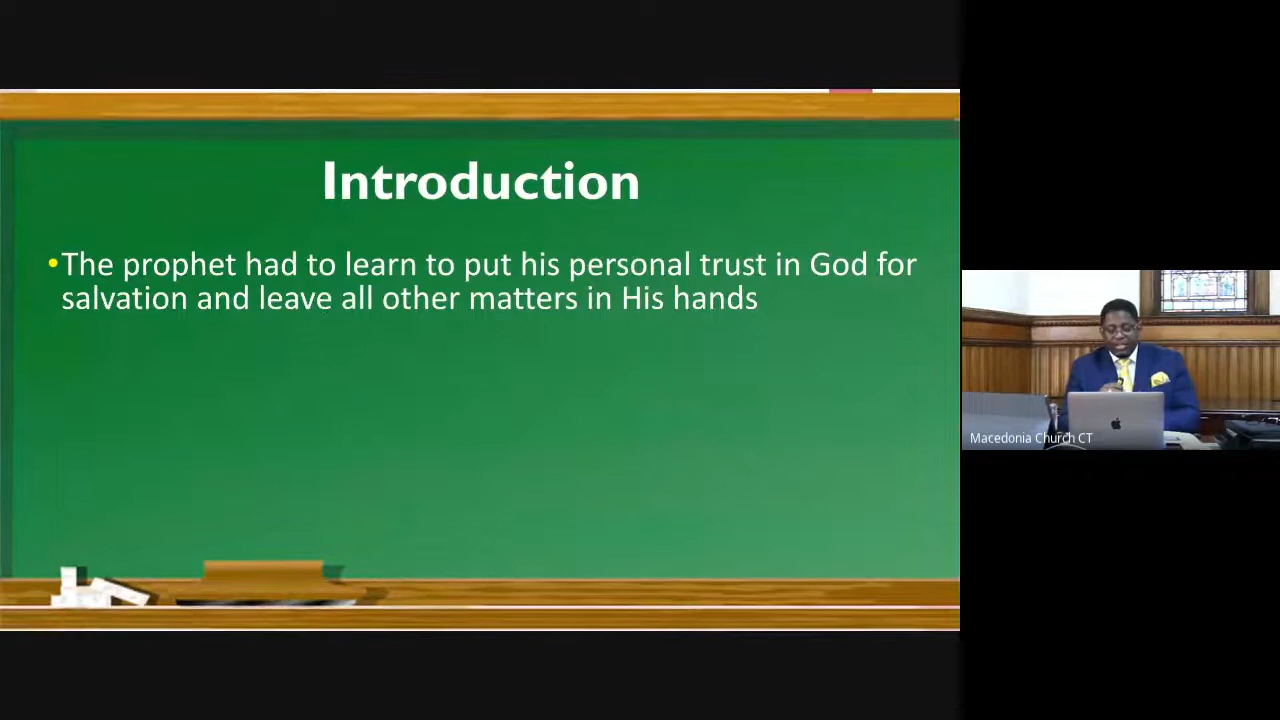 Introduction
•The prophet had to learn to put his personal trust in God for
salvation and leave all other matters in His hands
Macedonia Church CT